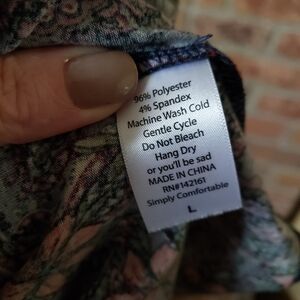 96% Polyester
4% Spandex
Machine Wash Cold
Gentle Cycle
Do Not Bleach
Hang Dry
or you'll be sad
MADE IN CHINA
RN#142161
Simply Comfortable
L